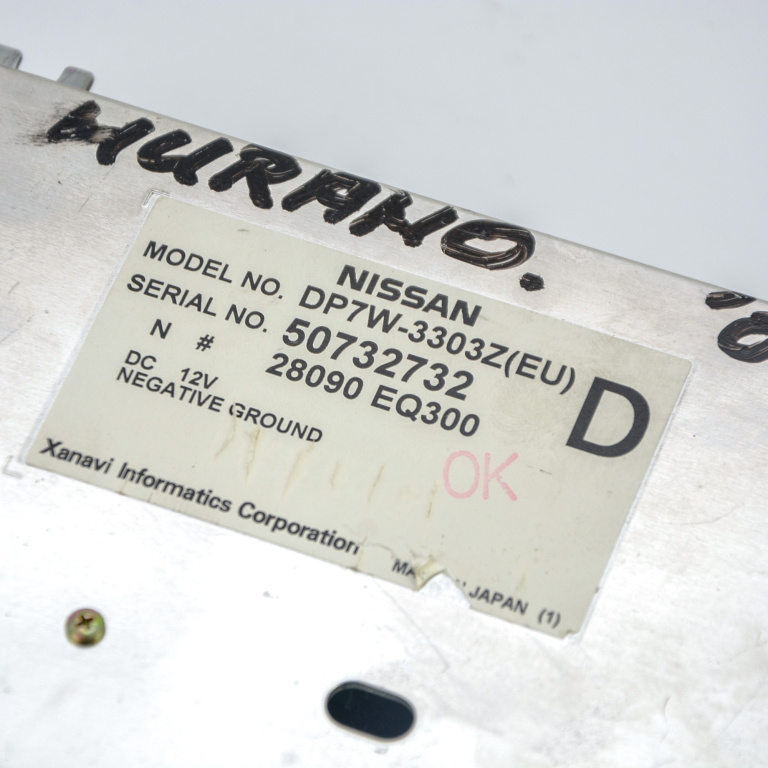 MURANO.
NISSAN
MODEL NO. DP7W-3303Z(EU)
SERIAL NO. 50732732
N # 28090 EQ300
DC 12V
NEGATIVE GROUND
D
OK
Xanavi Informatics Corporation
JAPAN (1)